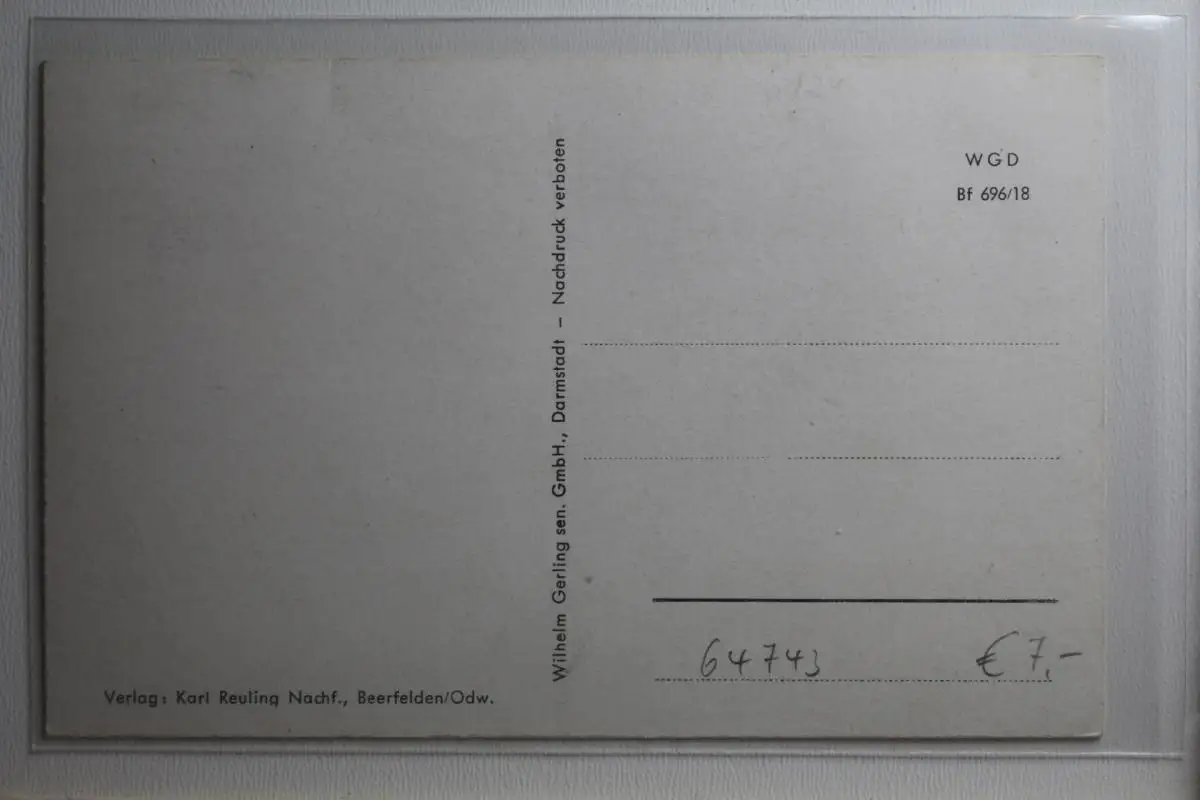 Verlag: Karl Reuling Nachf., Beerfelden/Odw.
Wilhelm Gerling sen. GmbH., Darmstadt – Nachdruck verboten
WGD
Bf 696/18
64743
€ 7,-